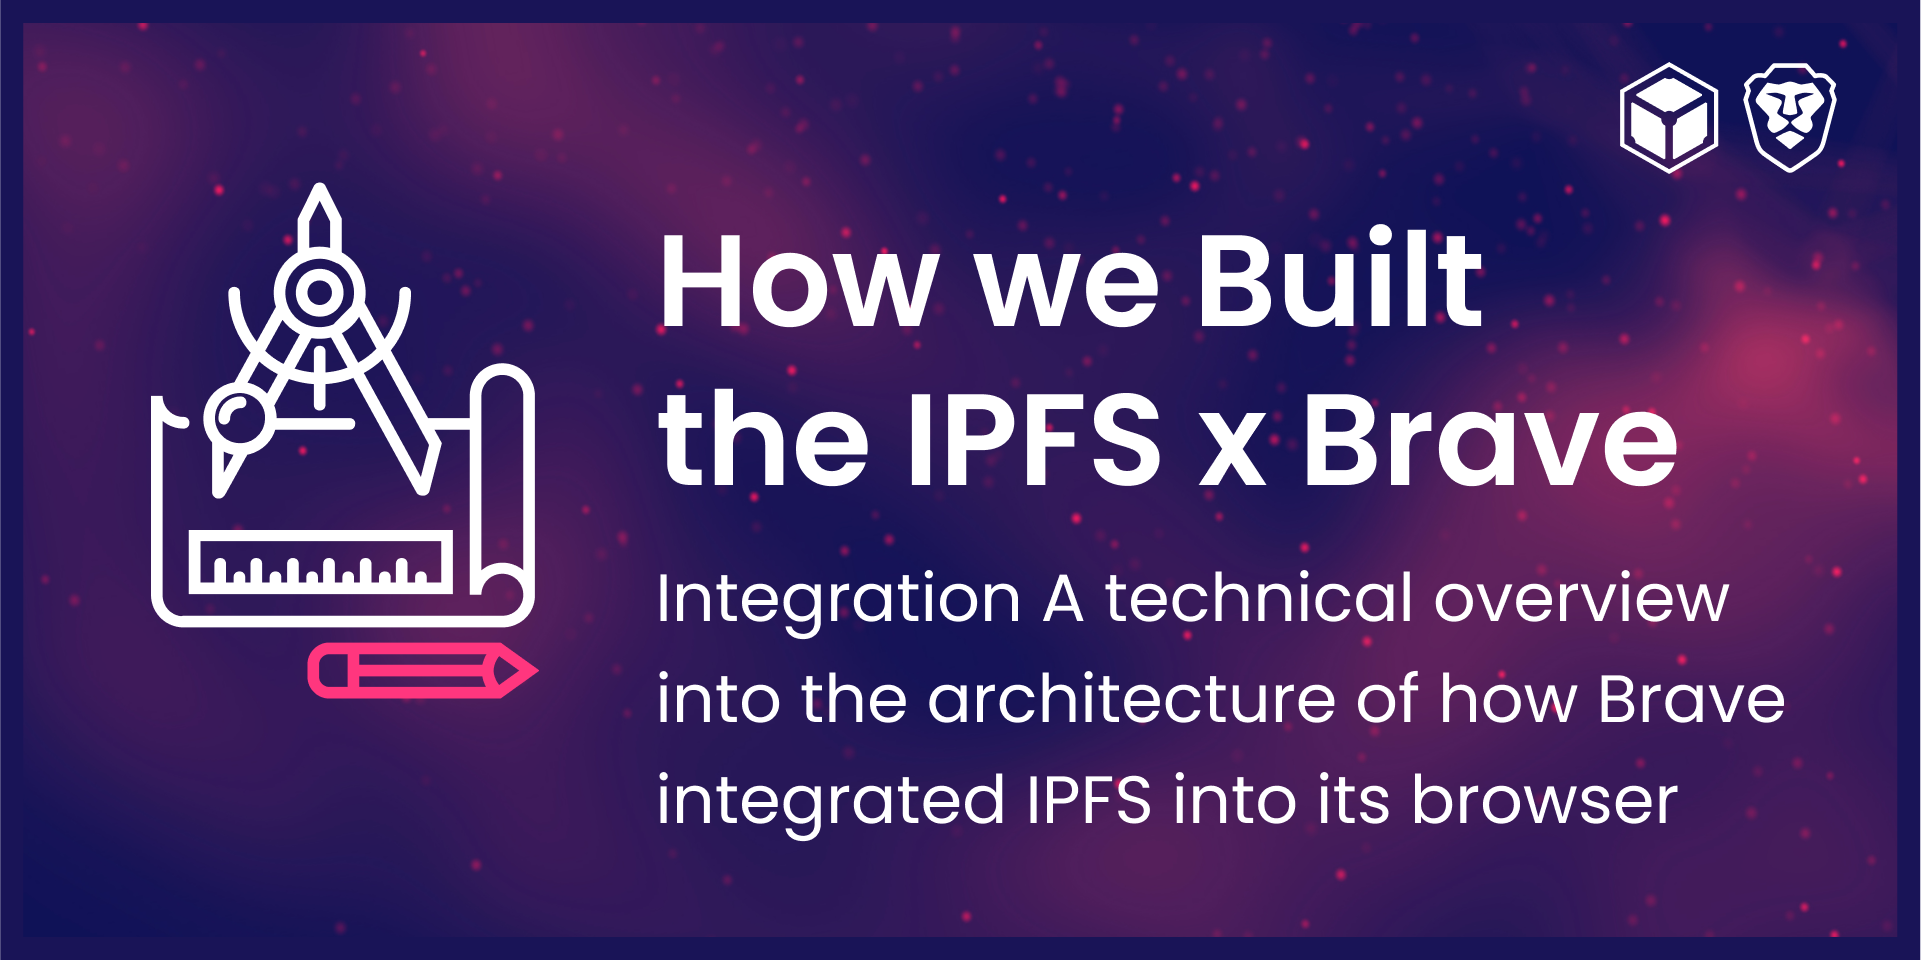 How we Built
the IPFS x Brave
Integration A technical overview
into the architecture of how Brave
integrated IPFS into its browser